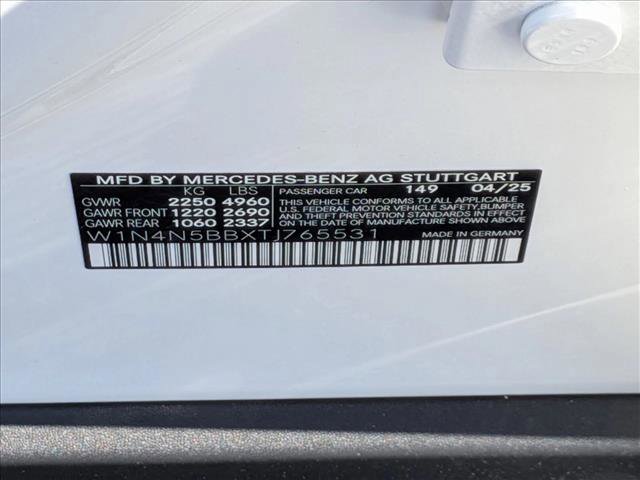 MFD BY MERCEDES-BENZ AG STUTTGART
KG LBS PASSENGER CAR 149 04/25
GVWR 2250 4960
GAWR FRONT 1220 2690
GAWR REAR 1060 2337
THIS VEHICLE CONFORMS TO ALL APPLICABLE
U.S. FEDERAL MOTOR VEHICLE SAFETY, BUMPER
AND THEFT PREVENTION STANDARDS IN EFFECT
ON THE DATE OF MANUFACTURE SHOWN ABOVE
W1N4N5BBXTJ765531 MADE IN GERMANY